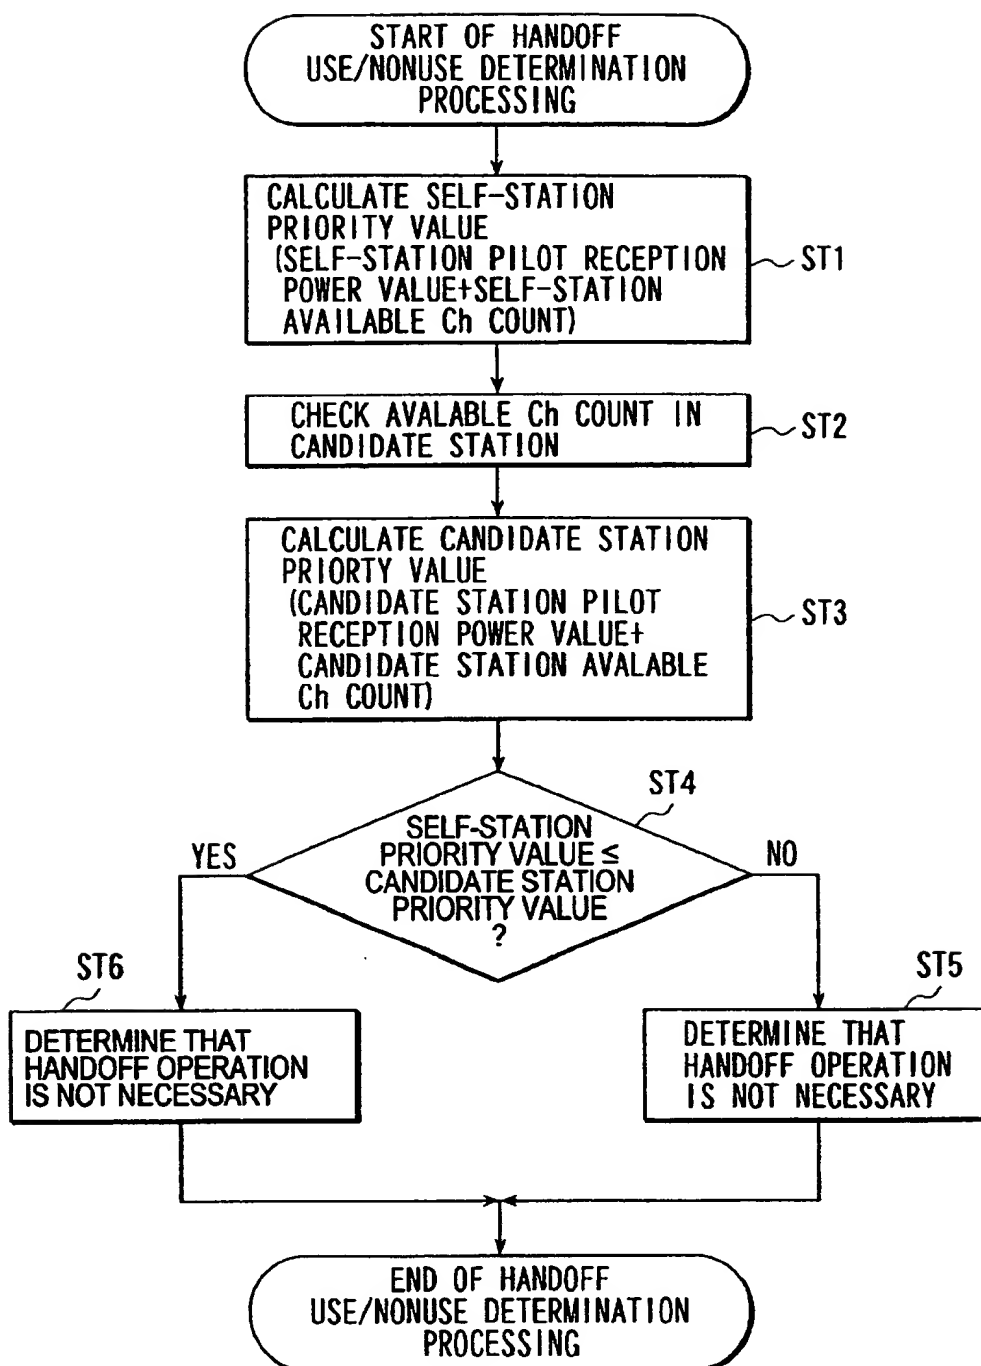 START OF HANDOFF
USE/NONUSE DETERMINATION
PROCESSING
CALCULATE SELF-STATION
PRIORITY VALUE
(SELF-STATION PILOT RECEPTION
POWER VALUE+SELF-STATION
AVAILABLE Ch COUNT)
ST1
CHECK AVALABLE Ch COUNT IN
CANDIDATE STATION
ST2
CALCULATE CANDIDATE STATION
PRIORTY VALUE
(CANDIDATE STATION PILOT
RECEPTION POWER VALUE+
CANDIDATE STATION AVALABLE
Ch COUNT)
ST3
ST4
SELF-STATION
PRIORITY VALUE ≤
CANDIDATE STATION
PRIORITY VALUE
?
YES
NO
ST6
DETERMINE THAT
HANDOFF OPERATION
IS NOT NECESSARY
ST5
DETERMINE THAT
HANDOFF OPERATION
IS NOT NECESSARY
END OF HANDOFF
USE/NONUSE DETERMINATION
PROCESSING